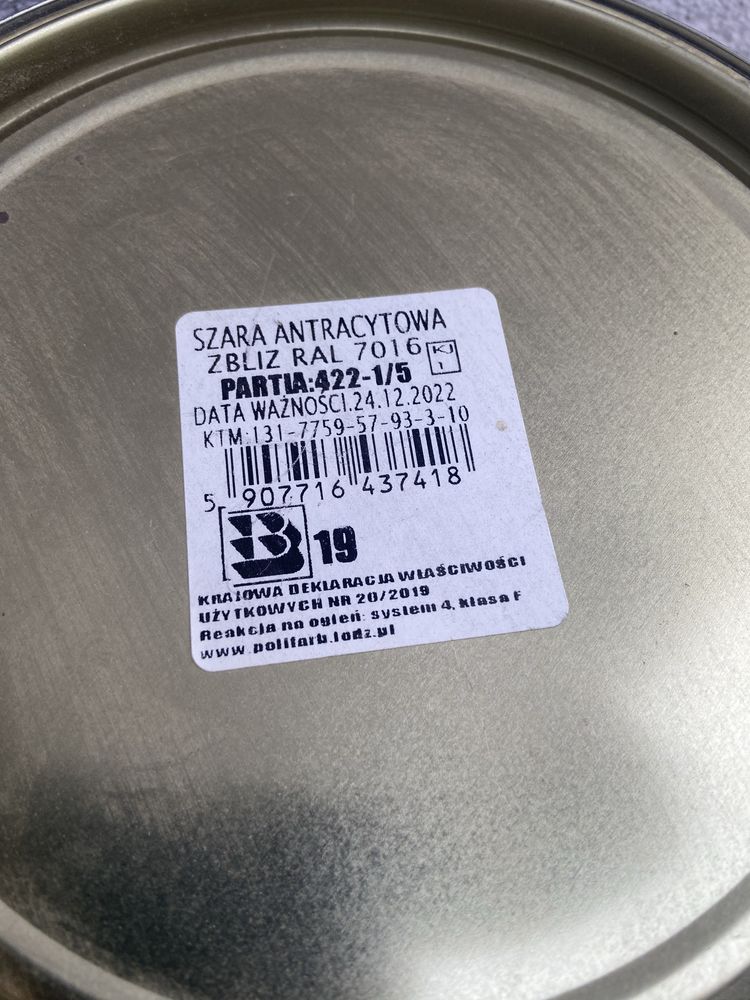 SZARA ANTRACYTOWA
ZBLIZ RAL 7016
KJ
1
PARTIA:422-1/5
DATA WAŻNOŚCI.24.12.2022
KTM:131-7759-57-93-3-10
5 907716 437418
B 19
KRAJOWA DEKLARACJA WŁAŚCIWOŚCI
UŻYTKOWYCH NR 20/2019
Reakcja na ogień: system 4, klasa F
www.polifarb.lodz.pl